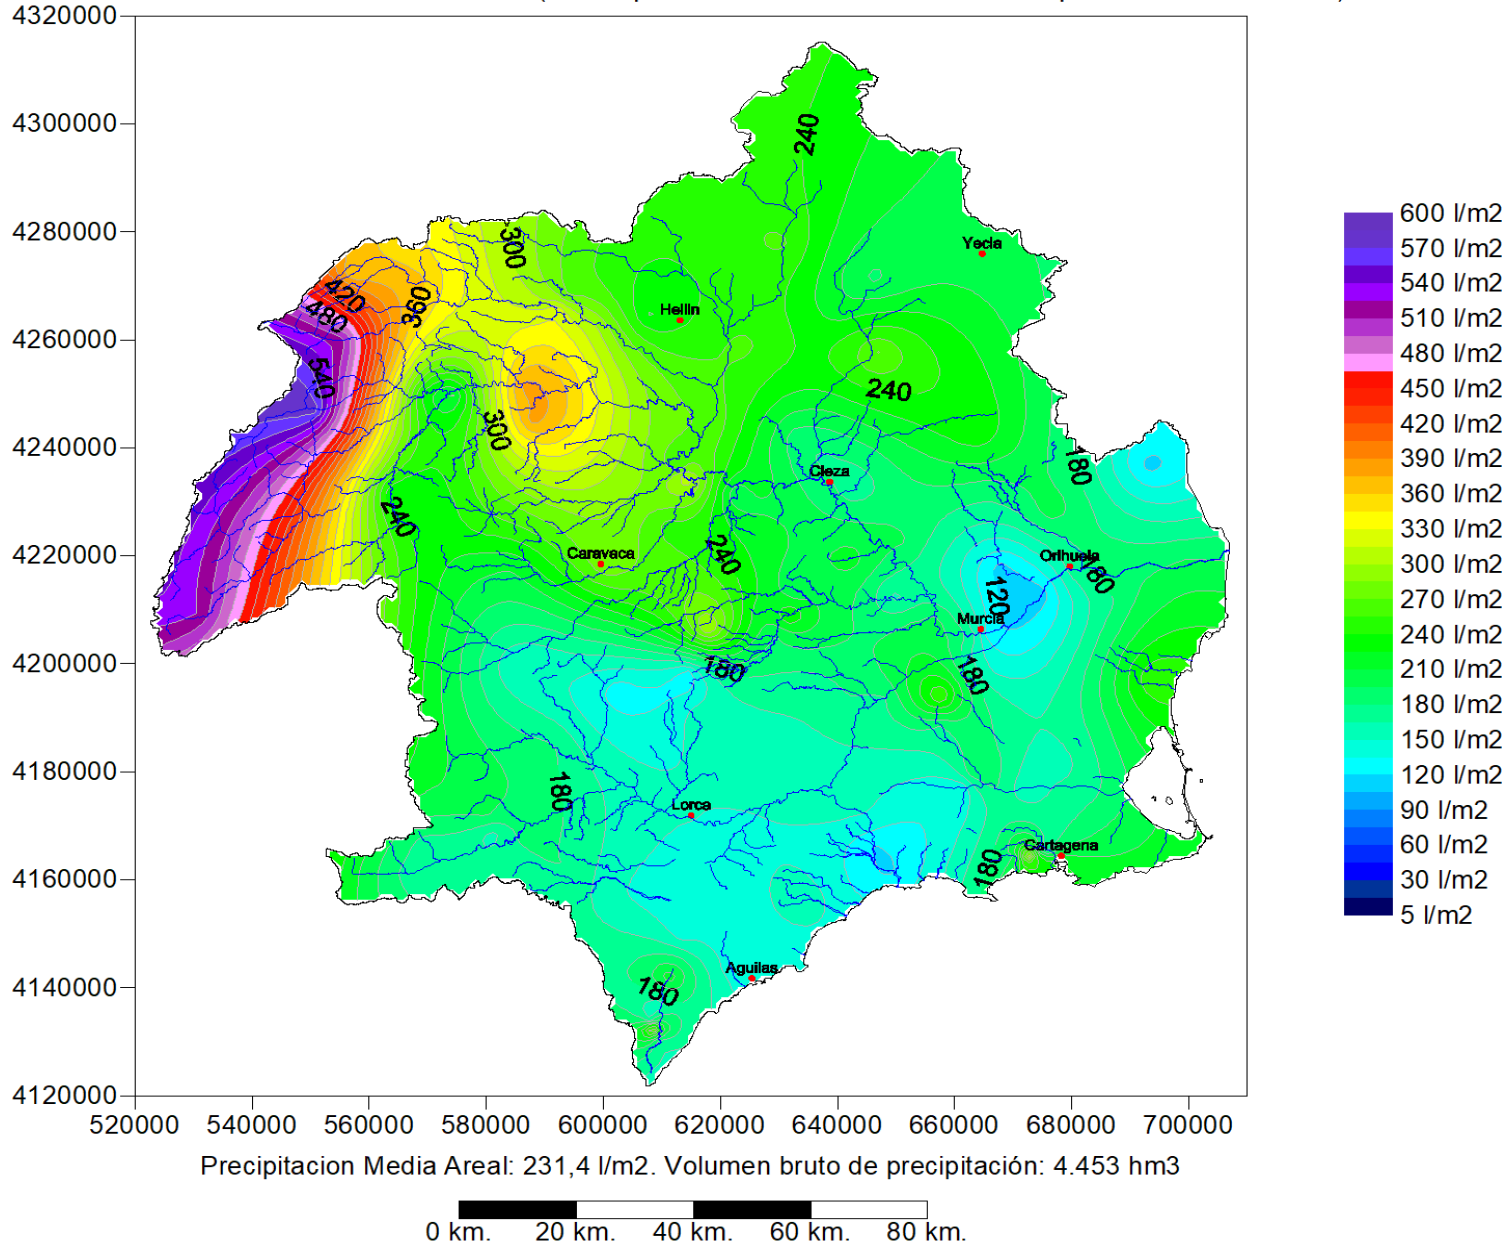 4320000
4300000
4280000
4260000
4240000
4220000
4200000
4180000
4160000
4140000
4120000
520000 540000 560000 580000 600000 620000 640000 660000 680000 700000
240
300
Yecla
420
480
360
Hellin
540
240
300
180
Cieza
240
240
Caravaca
Orihuela
180
120
Murcia
180
180
180
Lorca
Cartagena
180
Aguilas
180
600 l/m2
570 l/m2
540 l/m2
510 l/m2
480 l/m2
450 l/m2
420 l/m2
390 l/m2
360 l/m2
330 l/m2
300 l/m2
270 l/m2
240 l/m2
210 l/m2
180 l/m2
150 l/m2
120 l/m2
90 l/m2
60 l/m2
30 l/m2
5 l/m2
Precipitacion Media Areal: 231,4 l/m2. Volumen bruto de precipitación: 4.453 hm3
0 km. 20 km. 40 km. 60 km. 80 km.